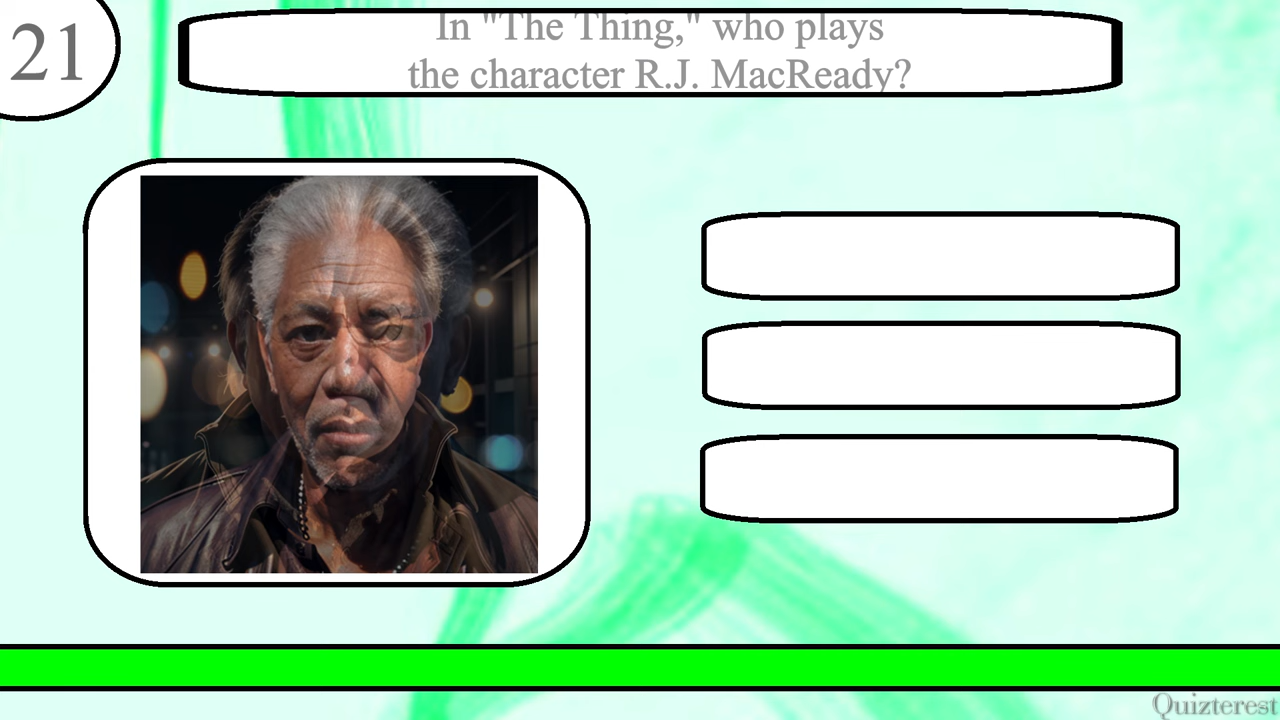 21
In "The Thing," who plays
the character R.J. MacReady?
Quizterest